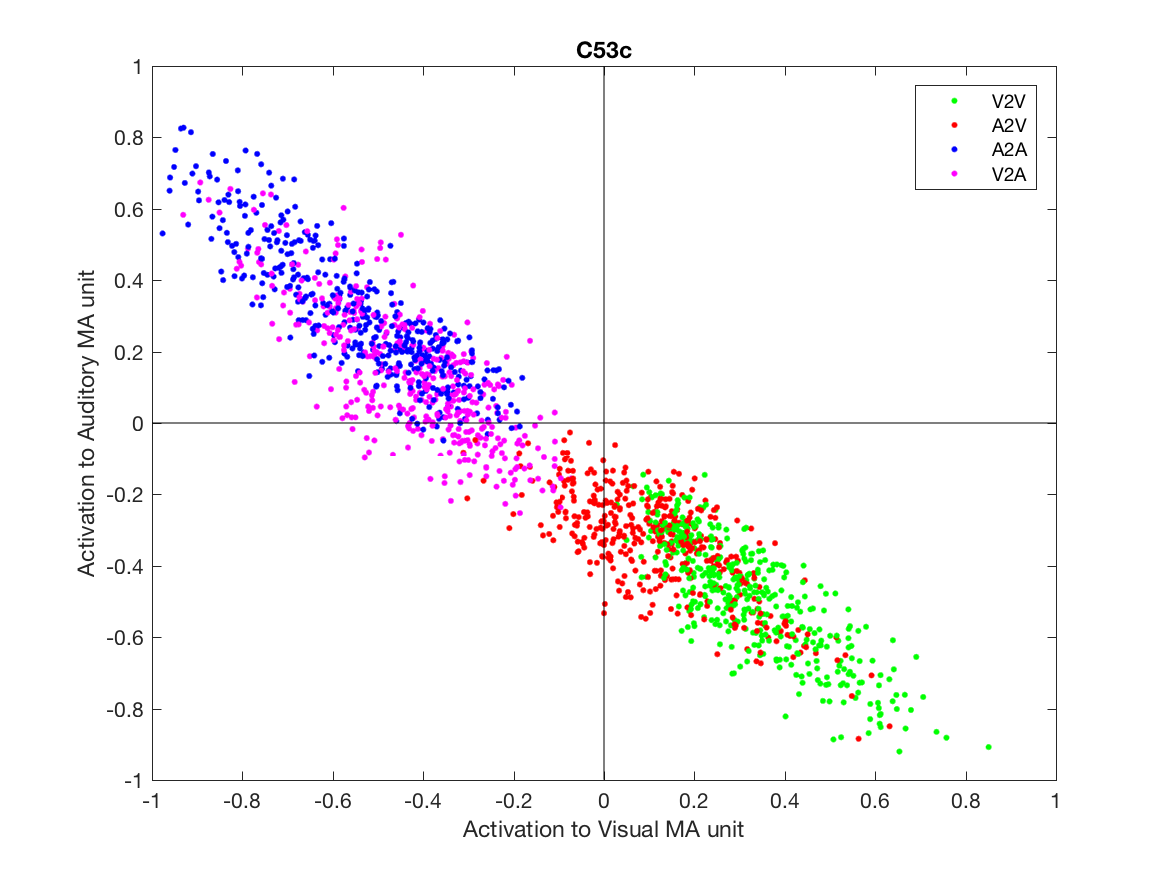 C53c
1
0.8
0.6
0.4
0.2
0
-0.2
-0.4
-0.6
-0.8
-1
Activation to Auditory MA unit
V2V
A2V
A2A
V2A
-1 -0.8 -0.6 -0.4 -0.2 0 0.2 0.4 0.6 0.8 1
Activation to Visual MA unit